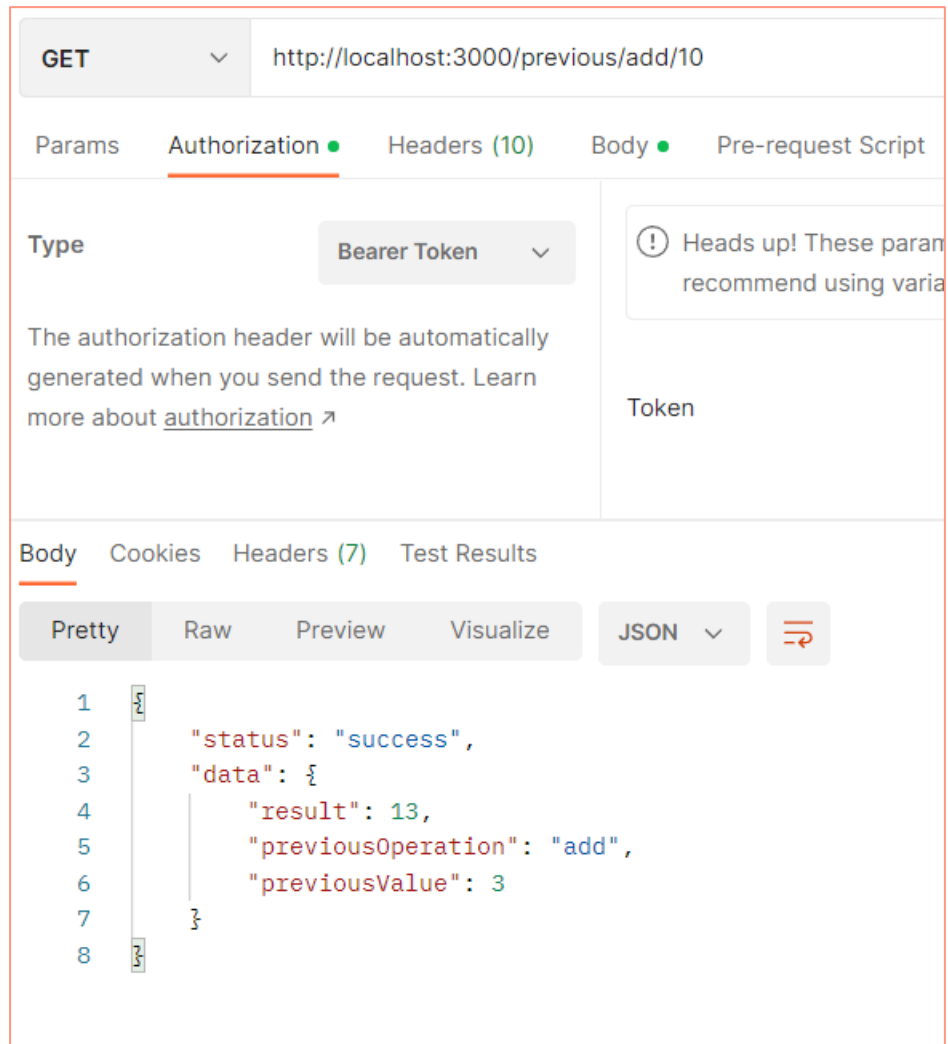 GET http://localhost:3000/previous/add/10
Params Authorization Headers (10) Body Pre-request Script
Type
Bearer Token
The authorization header will be automatically
generated when you send the request. Learn
more about authorization ↗
Heads up! These param
recommend using varia
Token
Body Cookies Headers (7) Test Results
Pretty Raw Preview Visualize JSON
1 {
2 "status": "success",
3 "data": {
4 "result": 13,
5 "previousOperation": "add",
6 "previousValue": 3
7 }
8 }